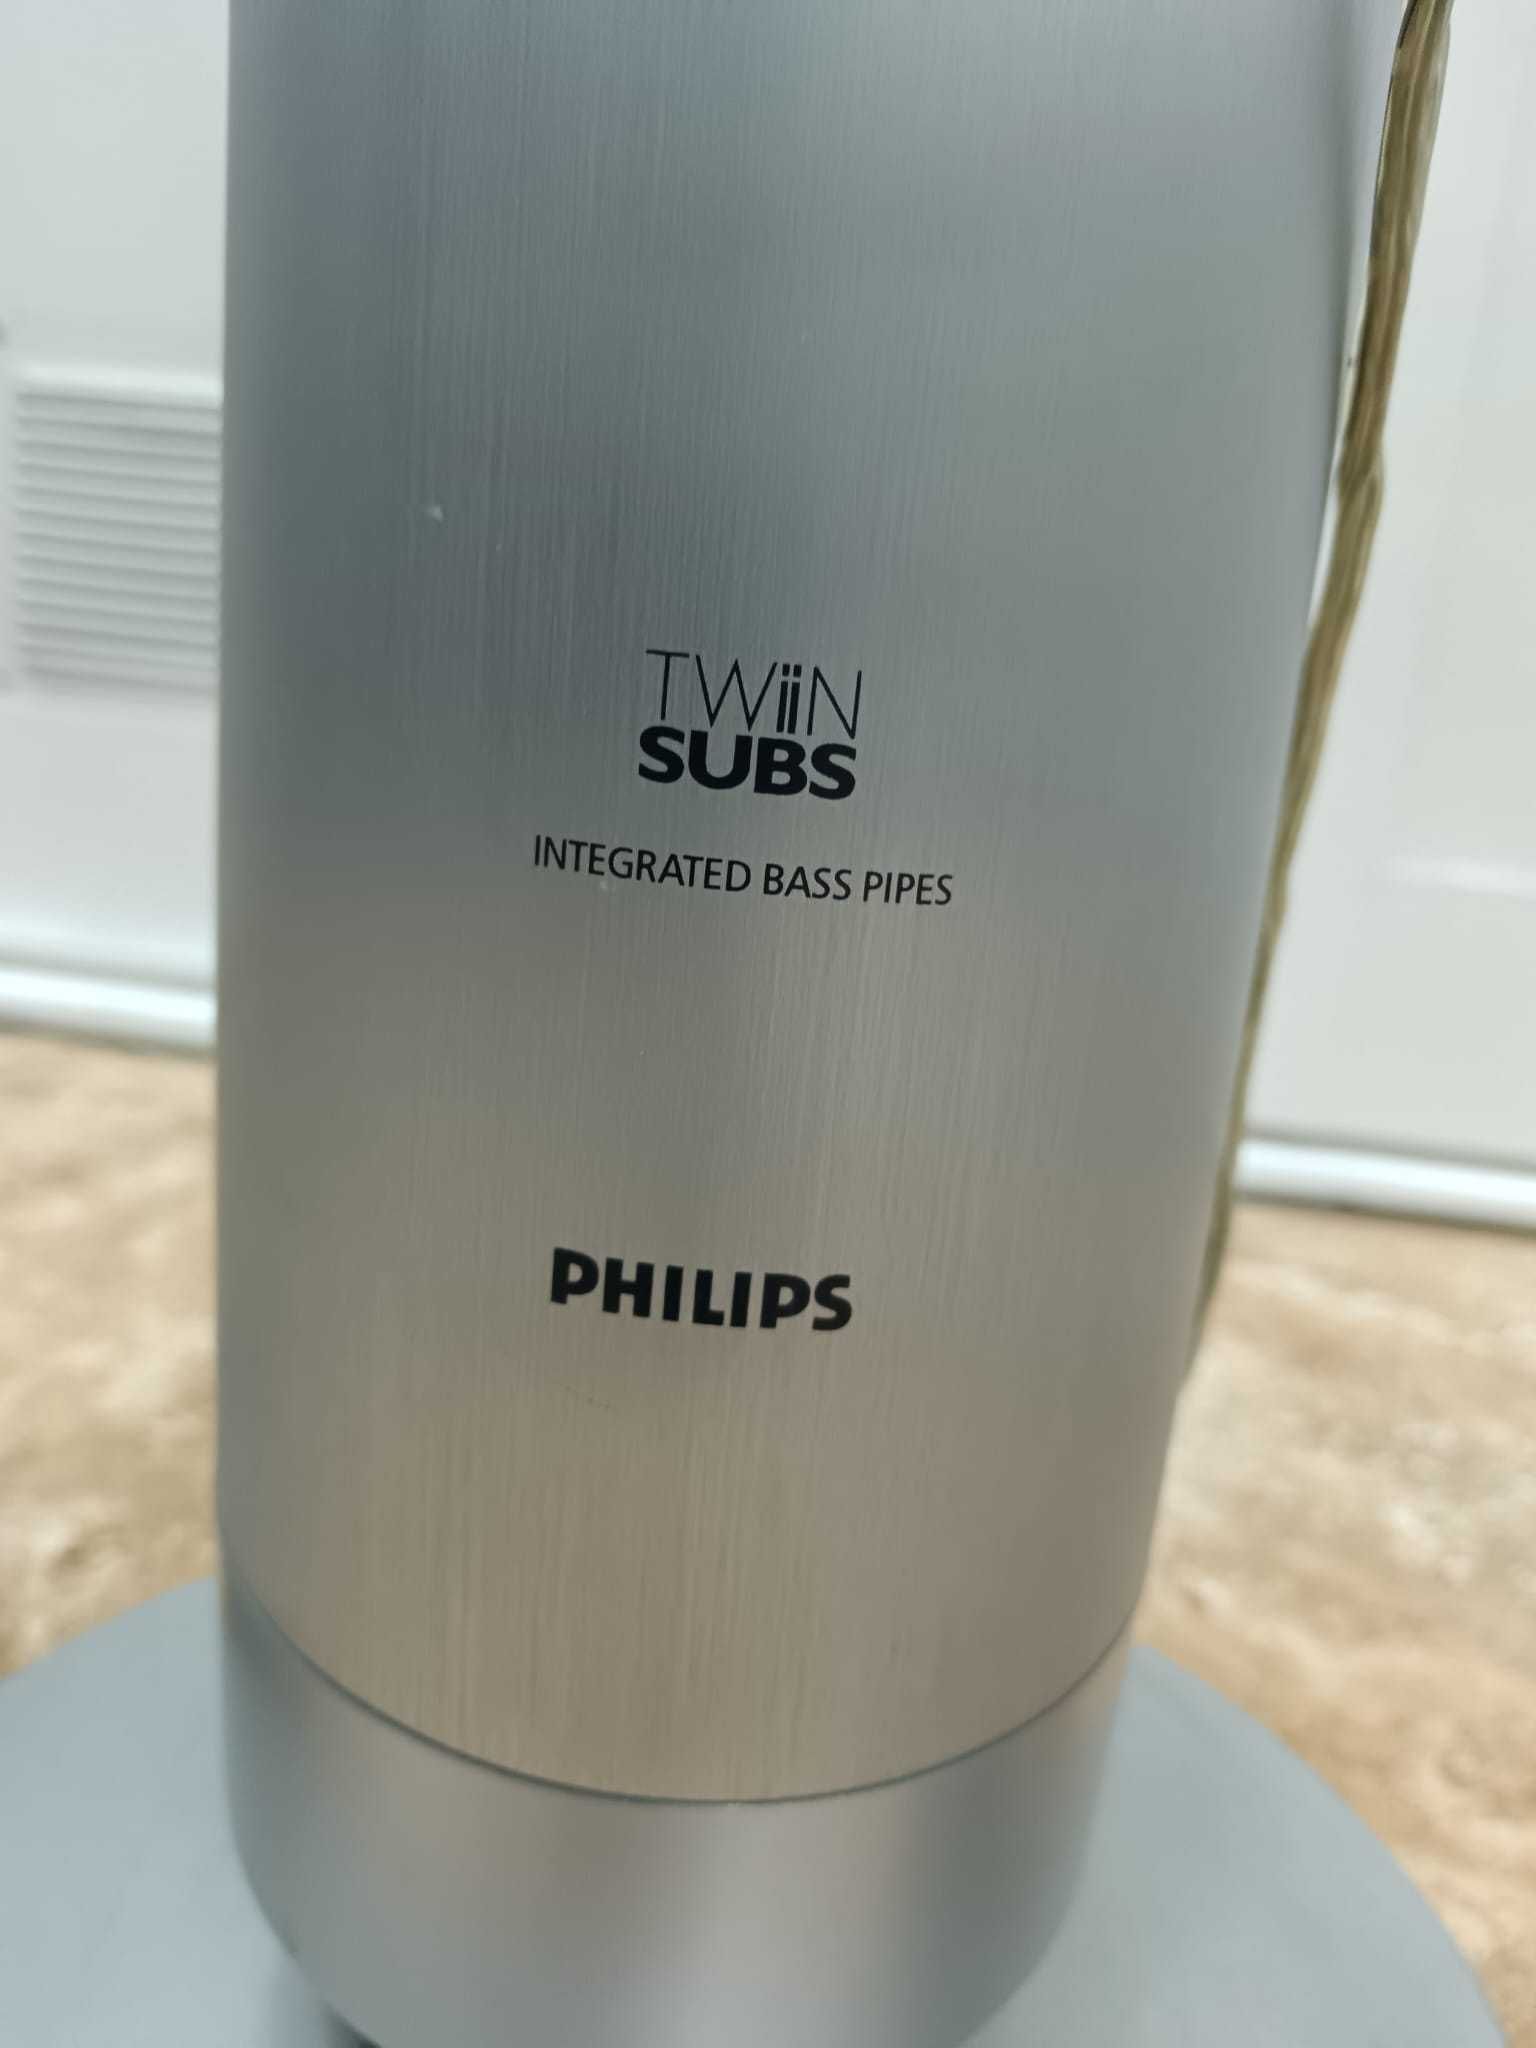 TWiiN
SUBS
INTEGRATED BASS PIPES
PHILIPS